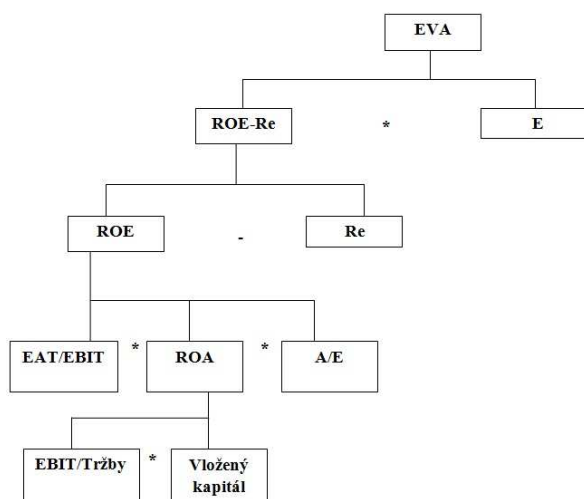 EVA
ROE-Re * E
ROE - Re
EAT/EBIT * ROA * A/E
EBIT/Tržby * Vložený
kapitál